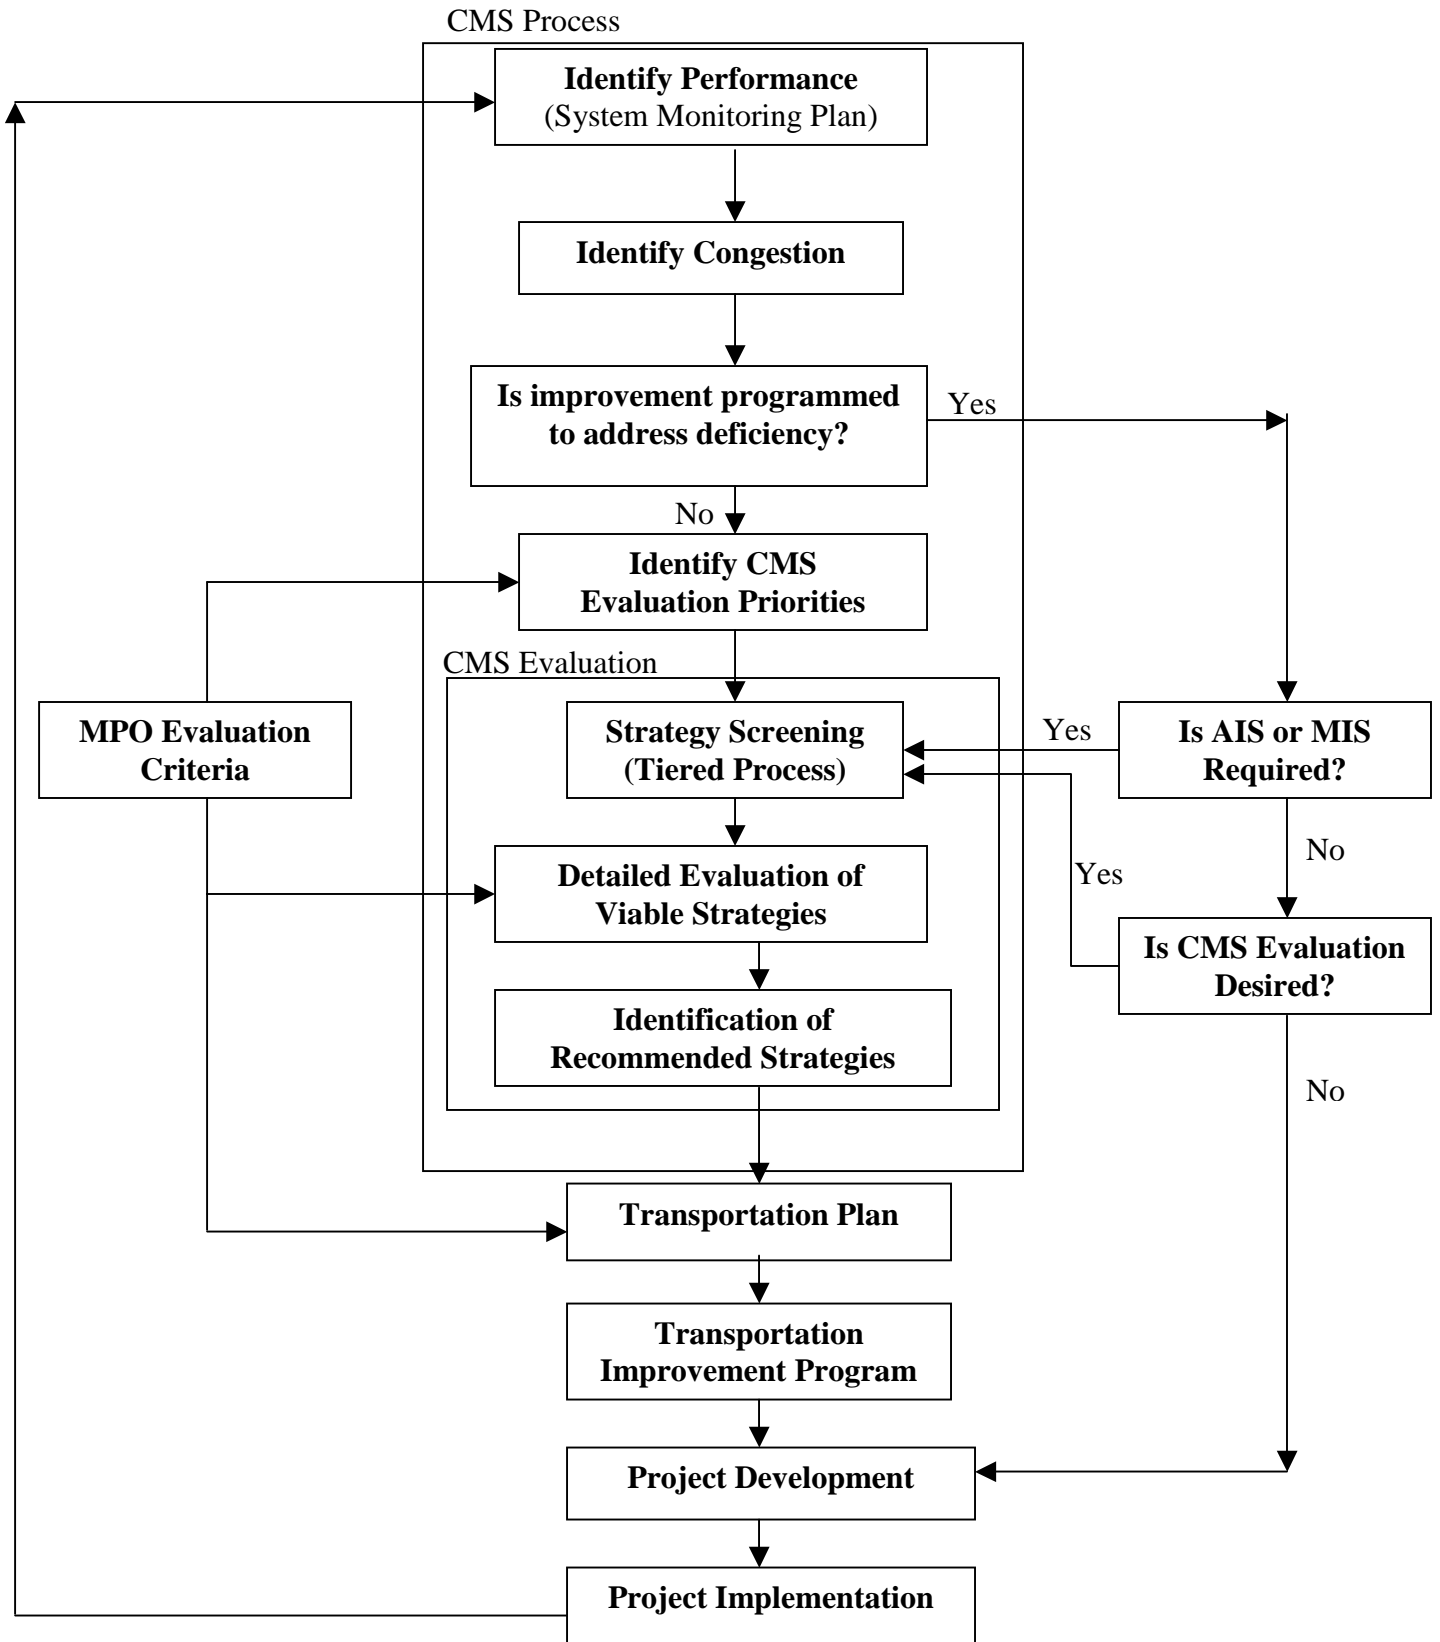 CMS Process
Identify Performance
(System Monitoring Plan)
Identify Congestion
Is improvement programmed
to address deficiency?
Yes
No
Identify CMS
Evaluation Priorities
CMS Evaluation
MPO Evaluation
Criteria
Strategy Screening
(Tiered Process)
Yes
Is AIS or MIS
Required?
No
Detailed Evaluation of
Viable Strategies
Yes
Is CMS Evaluation
Desired?
Identification of
Recommended Strategies
No
Transportation Plan
Transportation
Improvement Program
Project Development
Project Implementation